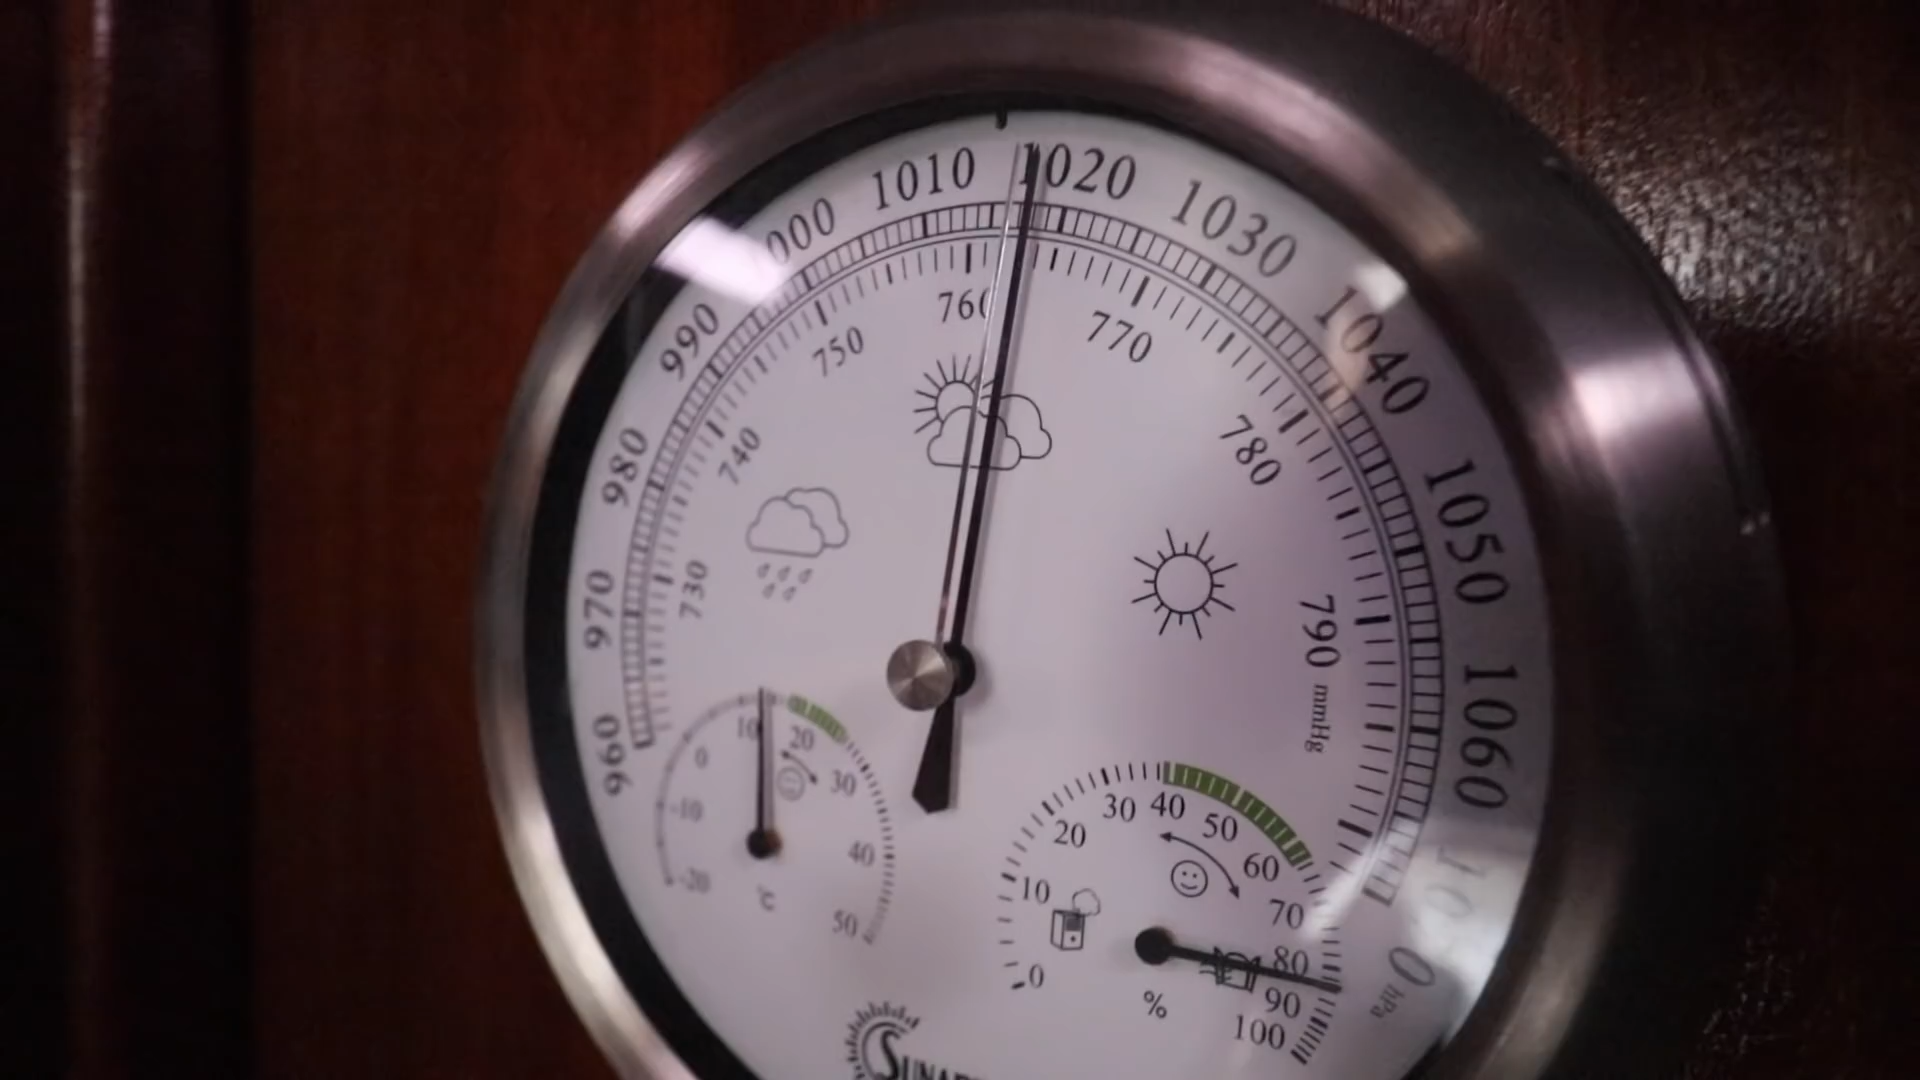 960 970 980 990 000 1010 1020 1030 1040 1050 1060
hPa
730 740 750 760 770 780 790 mmHg
-20 -10 0 10 20 30 40 50
℃
0 10 20 30 40 50 60 70 80 90 100
%